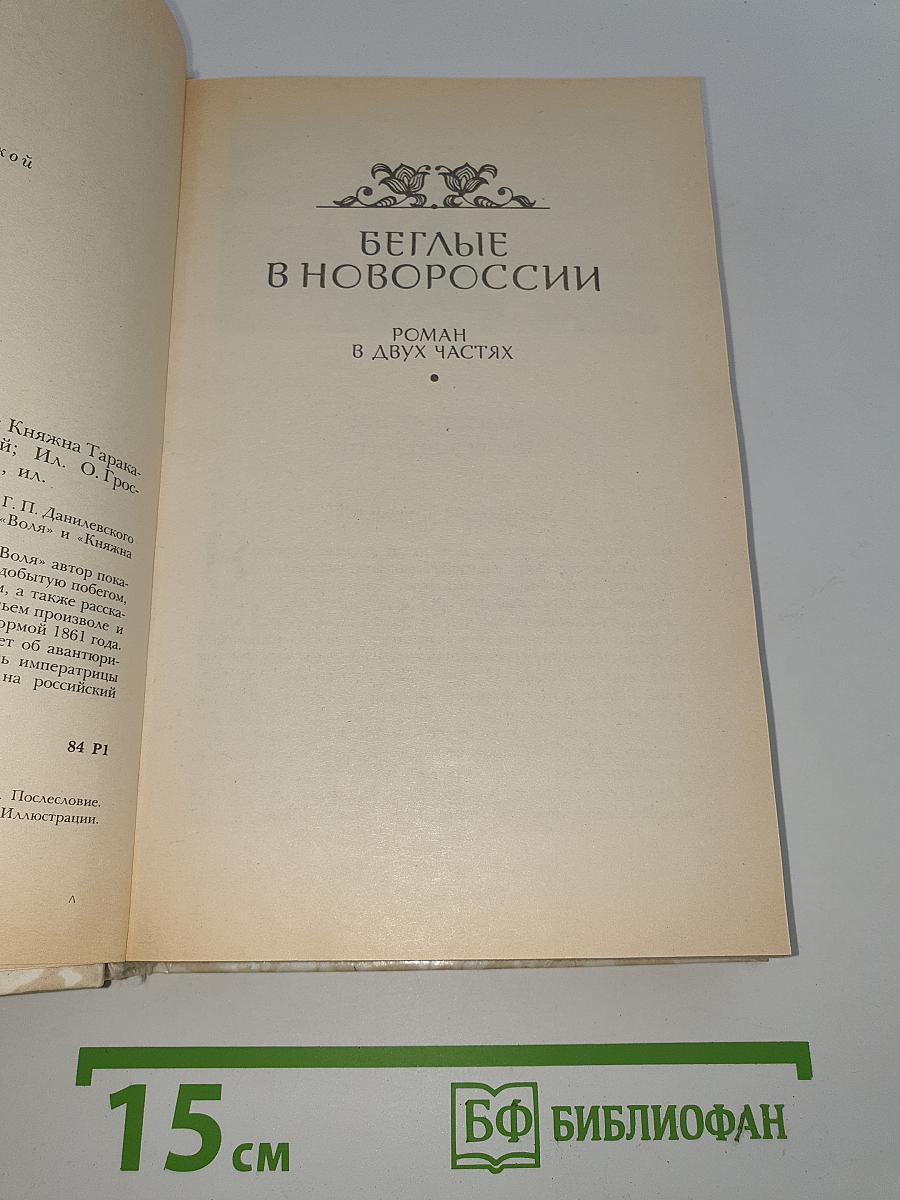 кой
Княжна Тарака-
й; Ил. О. Грос-
, ил.
Г. П. Данилевского
«Воля» и «Княжна
Воля» автор пока-
добытую побегом,
м, а также расска-
ьем произволе и
ормой 1861 года.
ет об авантюри-
ь императрицы
на российский
84 Р1
. Послесловие.
Иллюстрации.
БЕГЛЫЕ
В НОВОРОССИИ
РОМАН
В ДВУХ ЧАСТЯХ
15 см
БФ БИБЛИОФАН